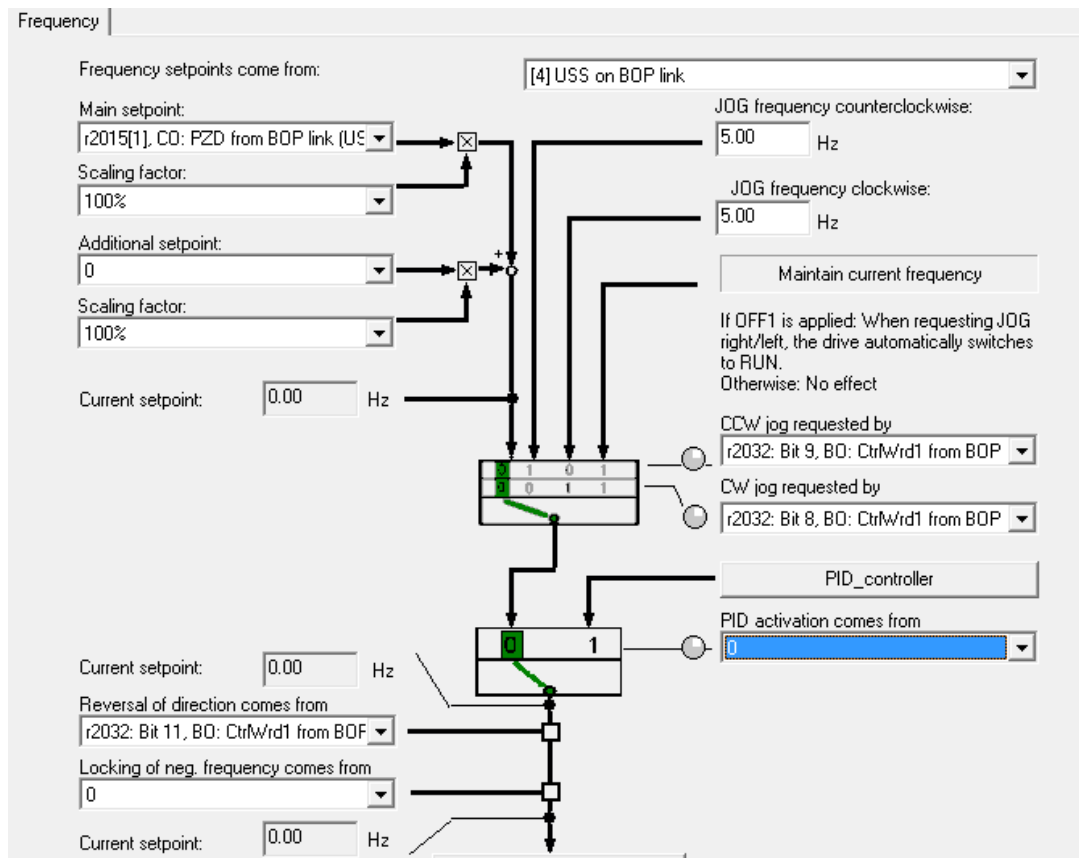 Frequency
Frequency setpoints come from:
[4] USS on BOP link
Main setpoint:
r2015[1], CO: PZD from BOP link (US
Scaling factor:
100%
Additional setpoint:
0
Scaling factor:
100%
Current setpoint:
0.00
Hz
JOG frequency counterclockwise:
5.00
Hz
JOG frequency clockwise:
5.00
Hz
Maintain current frequency
If OFF1 is applied: When requesting JOG
right/left, the drive automatically switches
to RUN.
Otherwise: No effect
CCW jog requested by
r2032: Bit 9, BO: CtrlWrd1 from BOP
CW jog requested by
r2032: Bit 8, BO: CtrlWrd1 from BOP
+
0 1 0 1
0 0 1 1
PID_controller
PID activation comes from
0
0 1
Current setpoint:
0.00
Hz
Reversal of direction comes from
r2032: Bit 11, BO: CtrlWrd1 from BOP
Locking of neg. frequency comes from
0
Current setpoint:
0.00
Hz